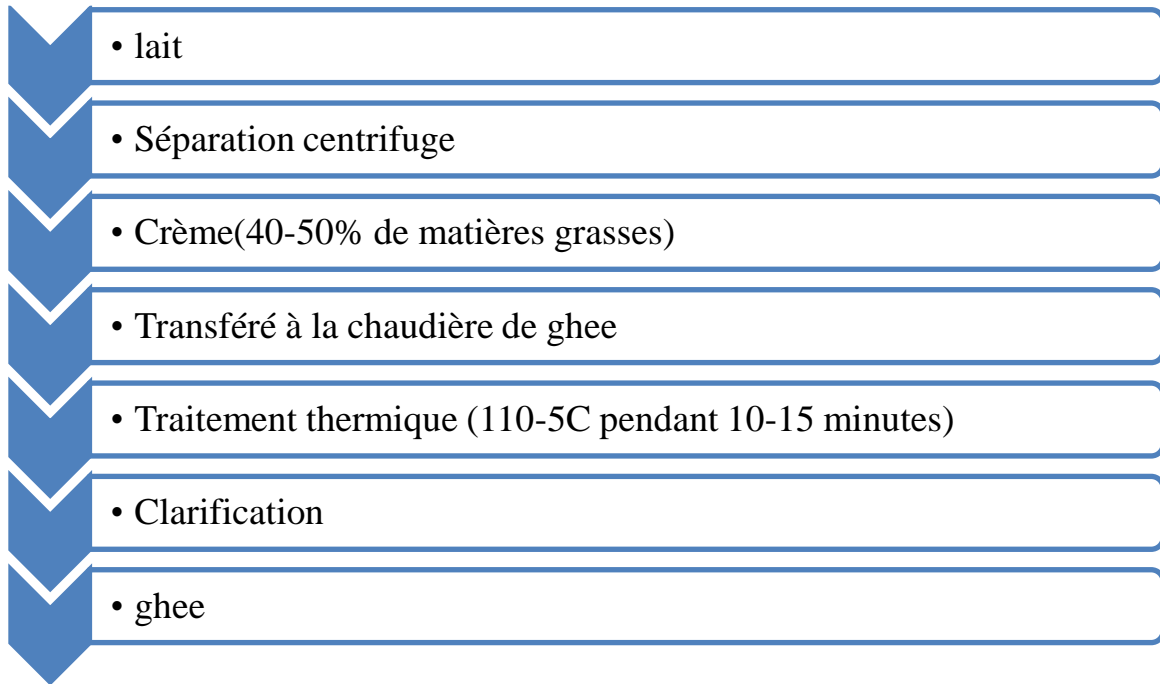 • lait
• Séparation centrifuge
• Crème(40-50% de matières grasses)
• Transféré à la chaudière de ghee
• Traitement thermique (110-5C pendant 10-15 minutes)
• Clarification
• ghee